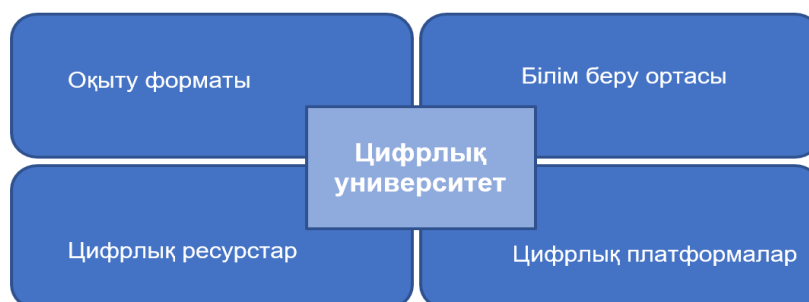 Оқыту форматы
Білім беру ортасы
Цифрлық
университет
Цифрлық ресурстар
Цифрлық платформалар